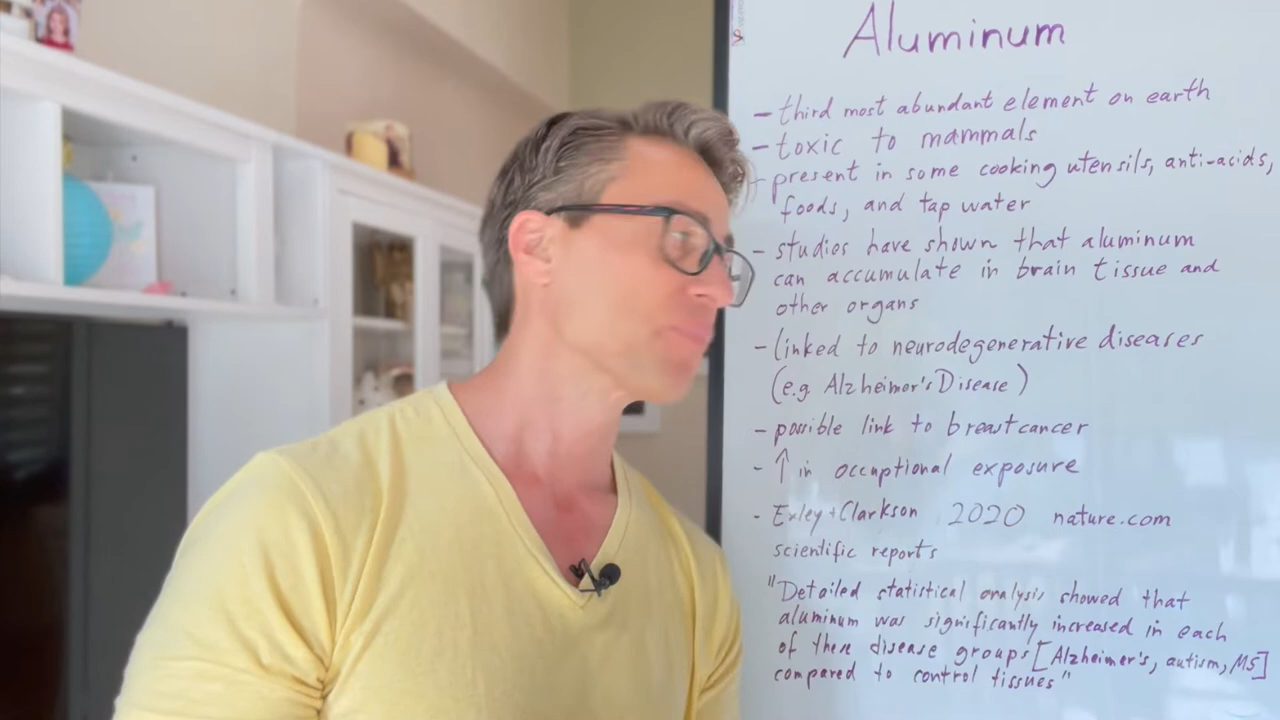 Aluminum
- third most abundant element on earth
- toxic to mammals
- present in some cooking utensils, anti-acids,
foods, and tap water
- studios have shown that aluminum
can accumulate in brain tissue and
other organs
- linked to neurodegenerative diseases
(e.g. Alzheimer's Disease)
- possible link to breast cancer
- ↑ in occuptional exposure
- Exley + Clarkson 2020 nature.com
scientific reports
"Detailed statistical analysis showed that
aluminum was significantly increased in each
of these disease groups [Alzheimer's, autism, MS]
compared to control tissues"